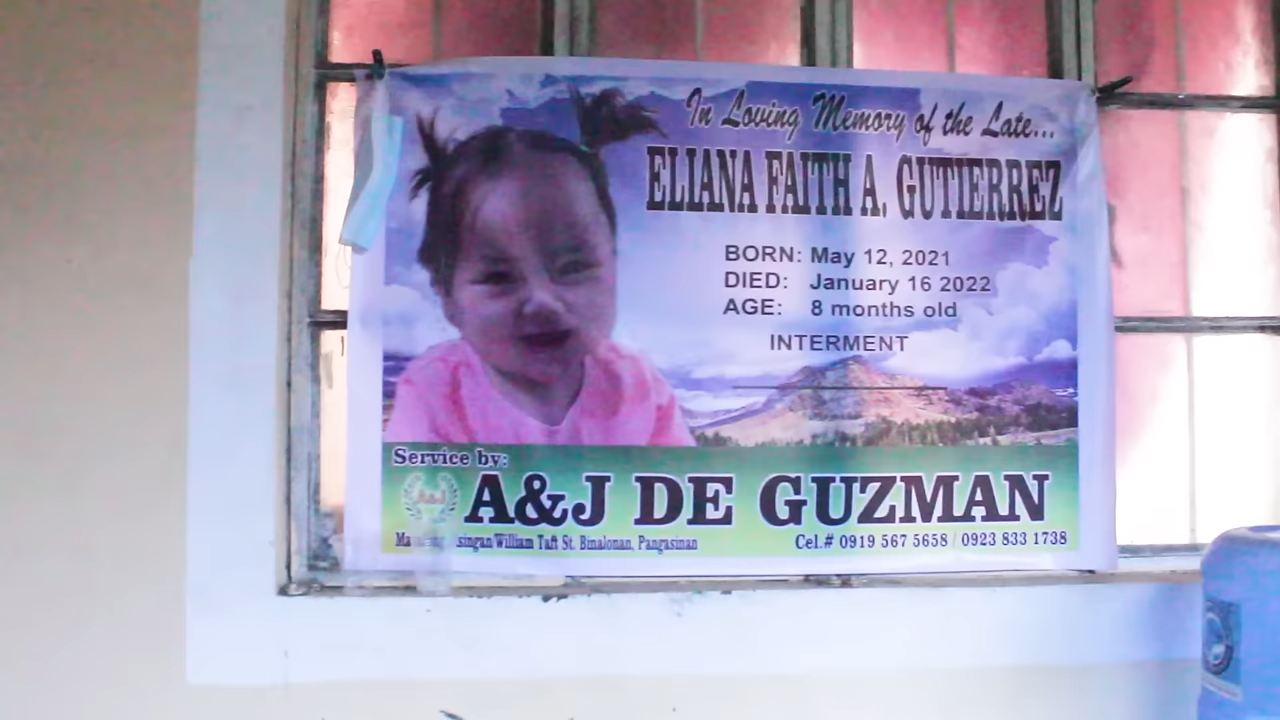 In Loving Memory of the Late...
ELIANA FAITH A. GUTIERREZ
BORN: May 12, 2021
DIED: January 16 2022
AGE: 8 months old
INTERMENT
Service by:
A&J
A&J DE GUZMAN
William Taft St. Binalonan, Pangasinan
Cel.# 0919 567 5658 / 0923 833 1738